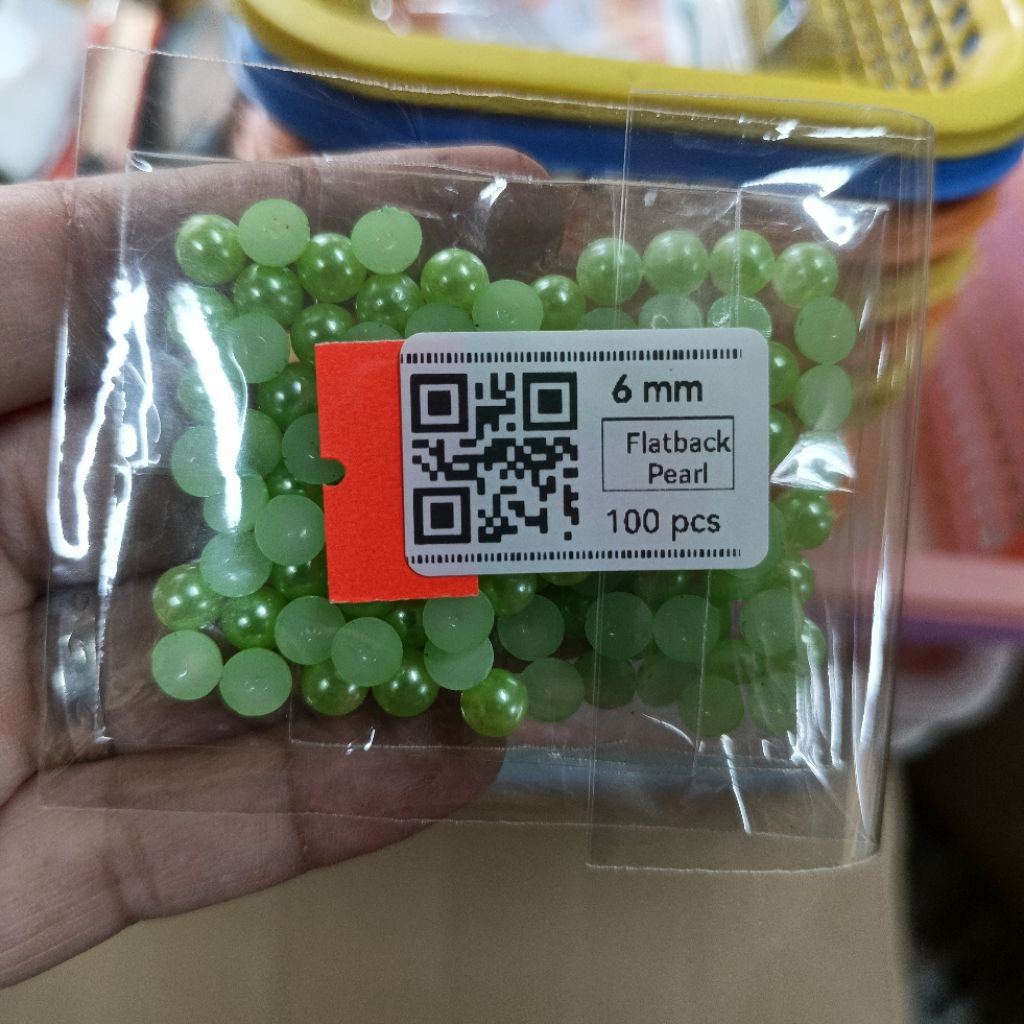 6 mm
Flatback
Pearl
100 pcs